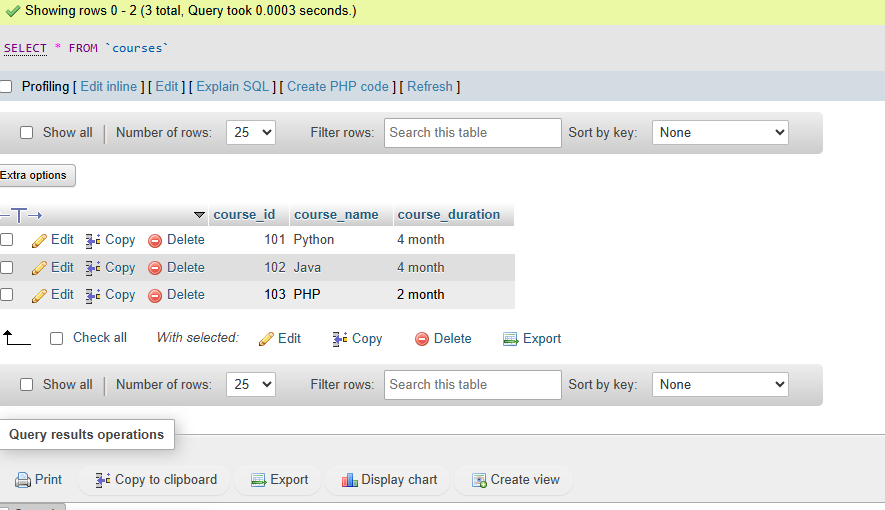 Showing rows 0 - 2 (3 total, Query took 0.0003 seconds.)
SELECT * FROM `courses`
Profiling [ Edit inline ] [ Edit ] [ Explain SQL ] [ Create PHP code ] [ Refresh ]
Show all Number of rows: 25 Filter rows: Search this table Sort by key: None
Extra options
course_id course_name course_duration
Edit Copy Delete 101 Python 4 month
Edit Copy Delete 102 Java 4 month
Edit Copy Delete 103 PHP 2 month
Check all With selected: Edit Copy Delete Export
Show all Number of rows: 25 Filter rows: Search this table Sort by key: None
Query results operations
Print Copy to clipboard Export Display chart Create view